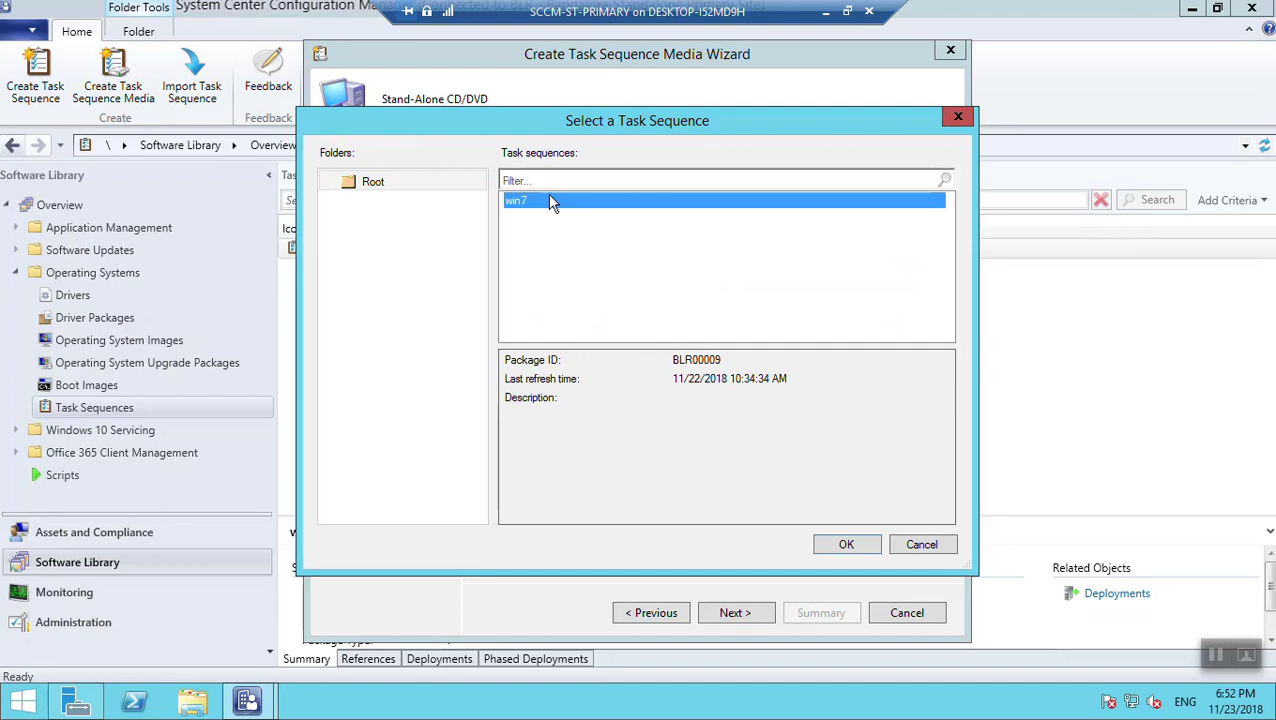 Folder Tools
System Center Configuration Manager
SCCM-ST-PRIMARY on DESKTOP-I52MD9H
Home
Folder
Create Task
Sequence
Create Task
Sequence Media
Import Task
Sequence
Feedback
Create
Feedback
Create Task Sequence Media Wizard
Stand-Alone CD/DVD
\
Software Library
Overview
Software Library
Overview
Application Management
Software Updates
Operating Systems
Drivers
Driver Packages
Operating System Images
Operating System Upgrade Packages
Boot Images
Task Sequences
Windows 10 Servicing
Office 365 Client Management
Scripts
Assets and Compliance
Software Library
Monitoring
Administration
Select a Task Sequence
Folders:
Root
Task sequences:
Filter...
win7
Package ID: BLR00009
Last refresh time: 11/22/2018 10:34:34 AM
Description:
OK
Cancel
Search
Add Criteria
Related Objects
Deployments
< Previous
Next >
Summary
Cancel
Summary
References
Deployments
Phased Deployments
Ready
ENG
6:52 PM
11/23/2018